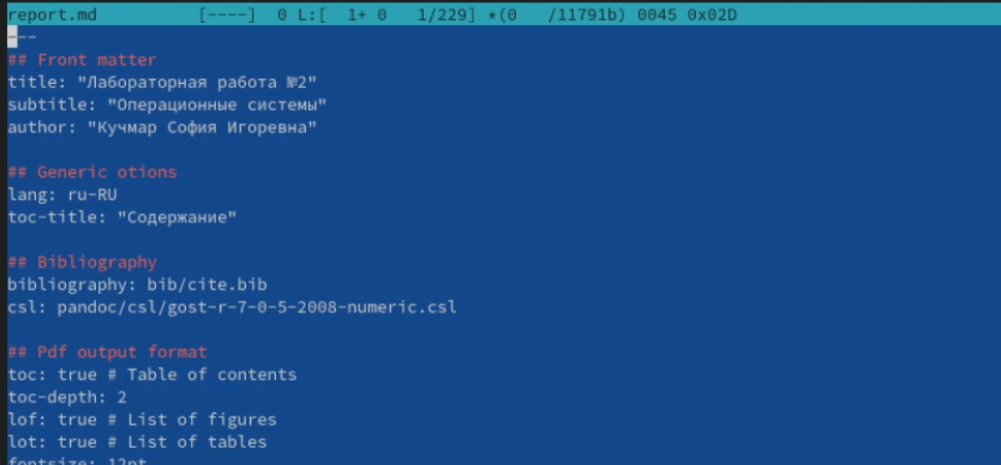 report.md [----] 0 L:[ 1+ 0 1/229] *(0 /11791b) 0045 0x02D
---
## Front matter
title: "Лабораторная работа №2"
subtitle: "Операционные системы"
author: "Кучмар София Игоревна"
## Generic otions
lang: ru-RU
toc-title: "Содержание"
## Bibliography
bibliography: bib/cite.bib
csl: pandoc/csl/gost-r-7-0-5-2008-numeric.csl
## Pdf output format
toc: true # Table of contents
toc-depth: 2
lof: true # List of figures
lot: true # List of tables
fontsize: 12pt